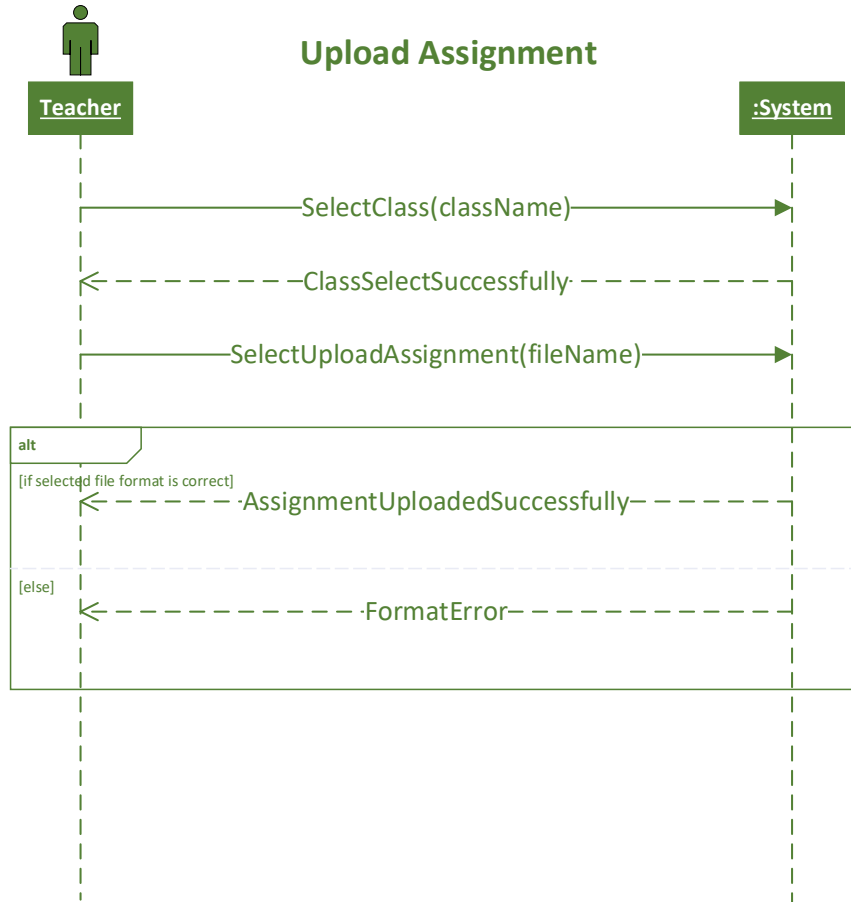 Upload Assignment
Teacher
:System
SelectClass(className)
ClassSelectSuccessfully
SelectUploadAssignment(fileName)
alt
[if selected file format is correct]
AssignmentUploadedSuccessfully
[else]
FormatError